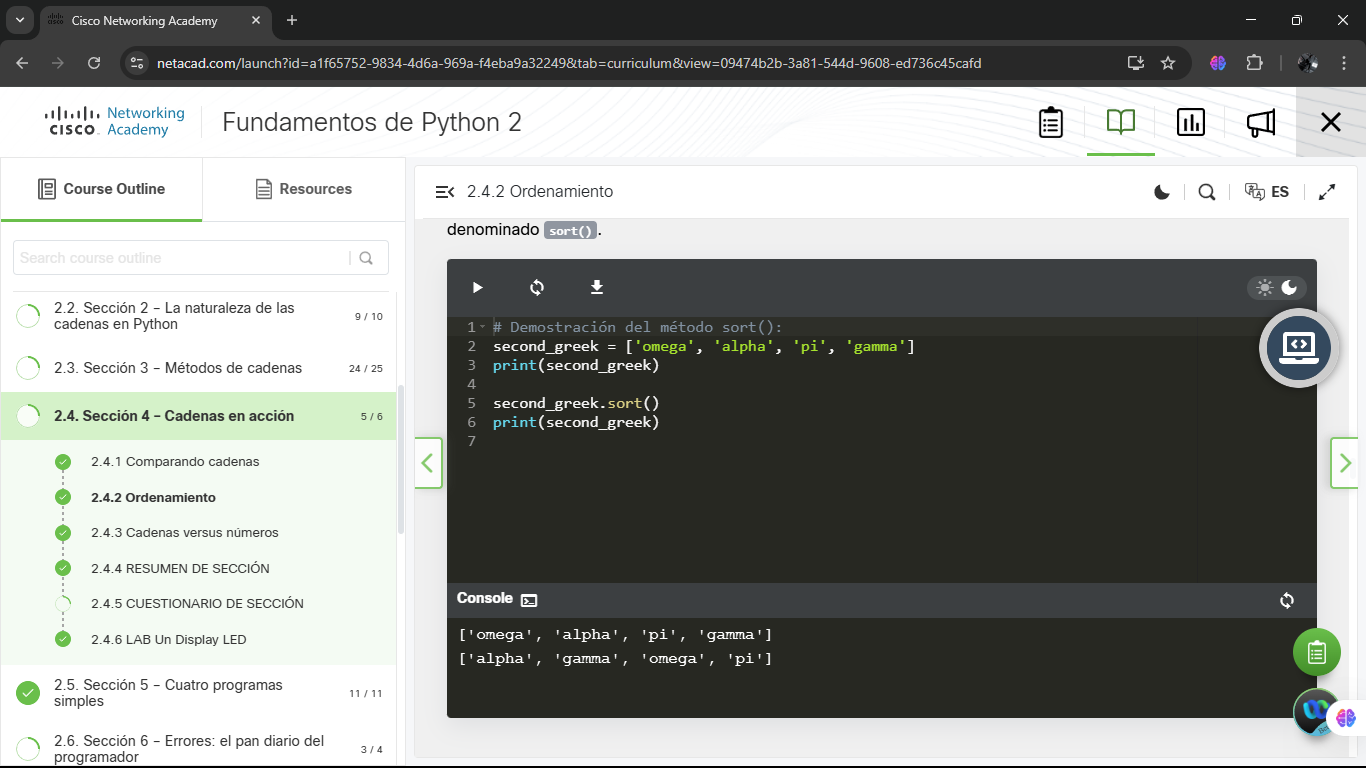 Cisco Networking Academy
netacad.com/launch?id=a1f65752-9834-4d6a-969a-f4eba9a32249&tab=curriculum&view=09474b2b-3a81-544d-9608-ed736c45cafd
CISCO
Networking
Academy
Fundamentos de Python 2
Course Outline
Resources
Search course outline
2.2. Sección 2 – La naturaleza de las
cadenas en Python
9 / 10
2.3. Sección 3 – Métodos de cadenas
24 / 25
2.4. Sección 4 – Cadenas en acción
5 / 6
2.4.1 Comparando cadenas
2.4.2 Ordenamiento
2.4.3 Cadenas versus números
2.4.4 RESUMEN DE SECCIÓN
2.4.5 CUESTIONARIO DE SECCIÓN
2.4.6 LAB Un Display LED
2.5. Sección 5 – Cuatro programas
simples
11 / 11
2.6. Sección 6 – Errores: el pan diario del
programador
3 / 4
2.4.2 Ordenamiento
ES
denominado sort().
1 # Demostración del método sort():
2 second_greek = ['omega', 'alpha', 'pi', 'gamma']
3 print(second_greek)
4
5 second_greek.sort()
6 print(second_greek)
7
Console
['omega', 'alpha', 'pi', 'gamma']
['alpha', 'gamma', 'omega', 'pi']